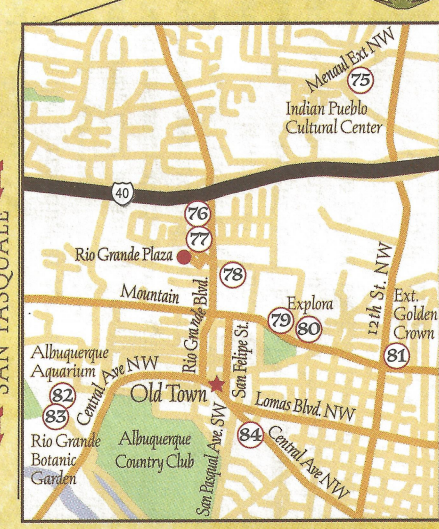 Menaul Ext NW
75
Indian Pueblo
Cultural Center
40
76
77
Rio Grande Plaza
78
Mountain
Rio Grande Blvd.
San Felipe St.
12th St. NW
Explora
79
80
Ext.
Golden
Crown
81
Albuquerque
Aquarium
82
83
Central Ave NW
Rio Grande
Botanic
Garden
Old Town
Lomas Blvd. NW
Albuquerque
Country Club
San Pasqual Ave. SW
84
Central Ave NW
SAN PASQUALE